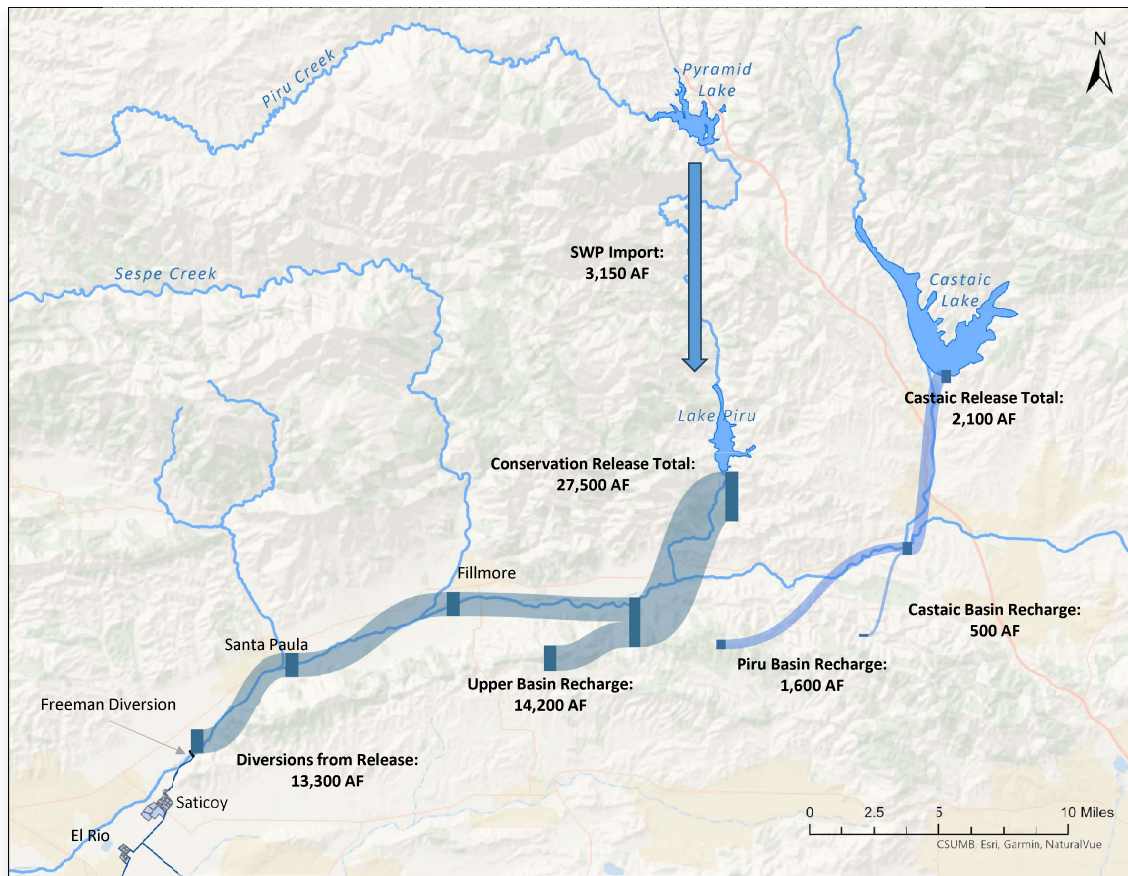 N
Piru Creek
Pyramid
Lake
SWP Import:
3,150 AF
Sespe Creek
Castaic
Lake
Castaic Release Total:
2,100 AF
Lake Piru
Conservation Release Total:
27,500 AF
Fillmore
Castaic Basin Recharge:
500 AF
Santa Paula
Piru Basin Recharge:
1,600 AF
Upper Basin Recharge:
14,200 AF
Freeman Diversion
Diversions from Release:
13,300 AF
Saticoy
El Rio
0 2.5 5 10 Miles
CSUMB, Esri, Garmin, NaturalVue